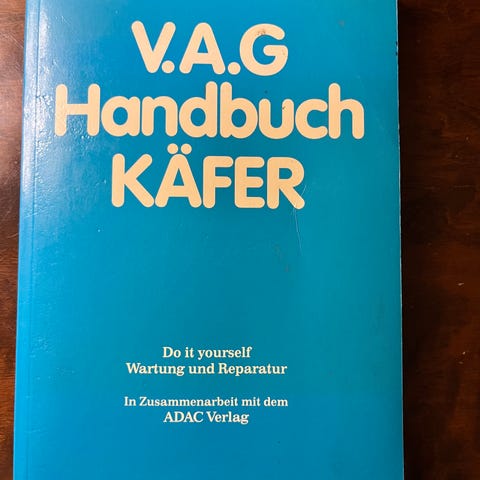 V.A.G
Handbuch
KÄFER
Do it yourself
Wartung und Reparatur
In Zusammenarbeit mit dem
ADAC Verlag